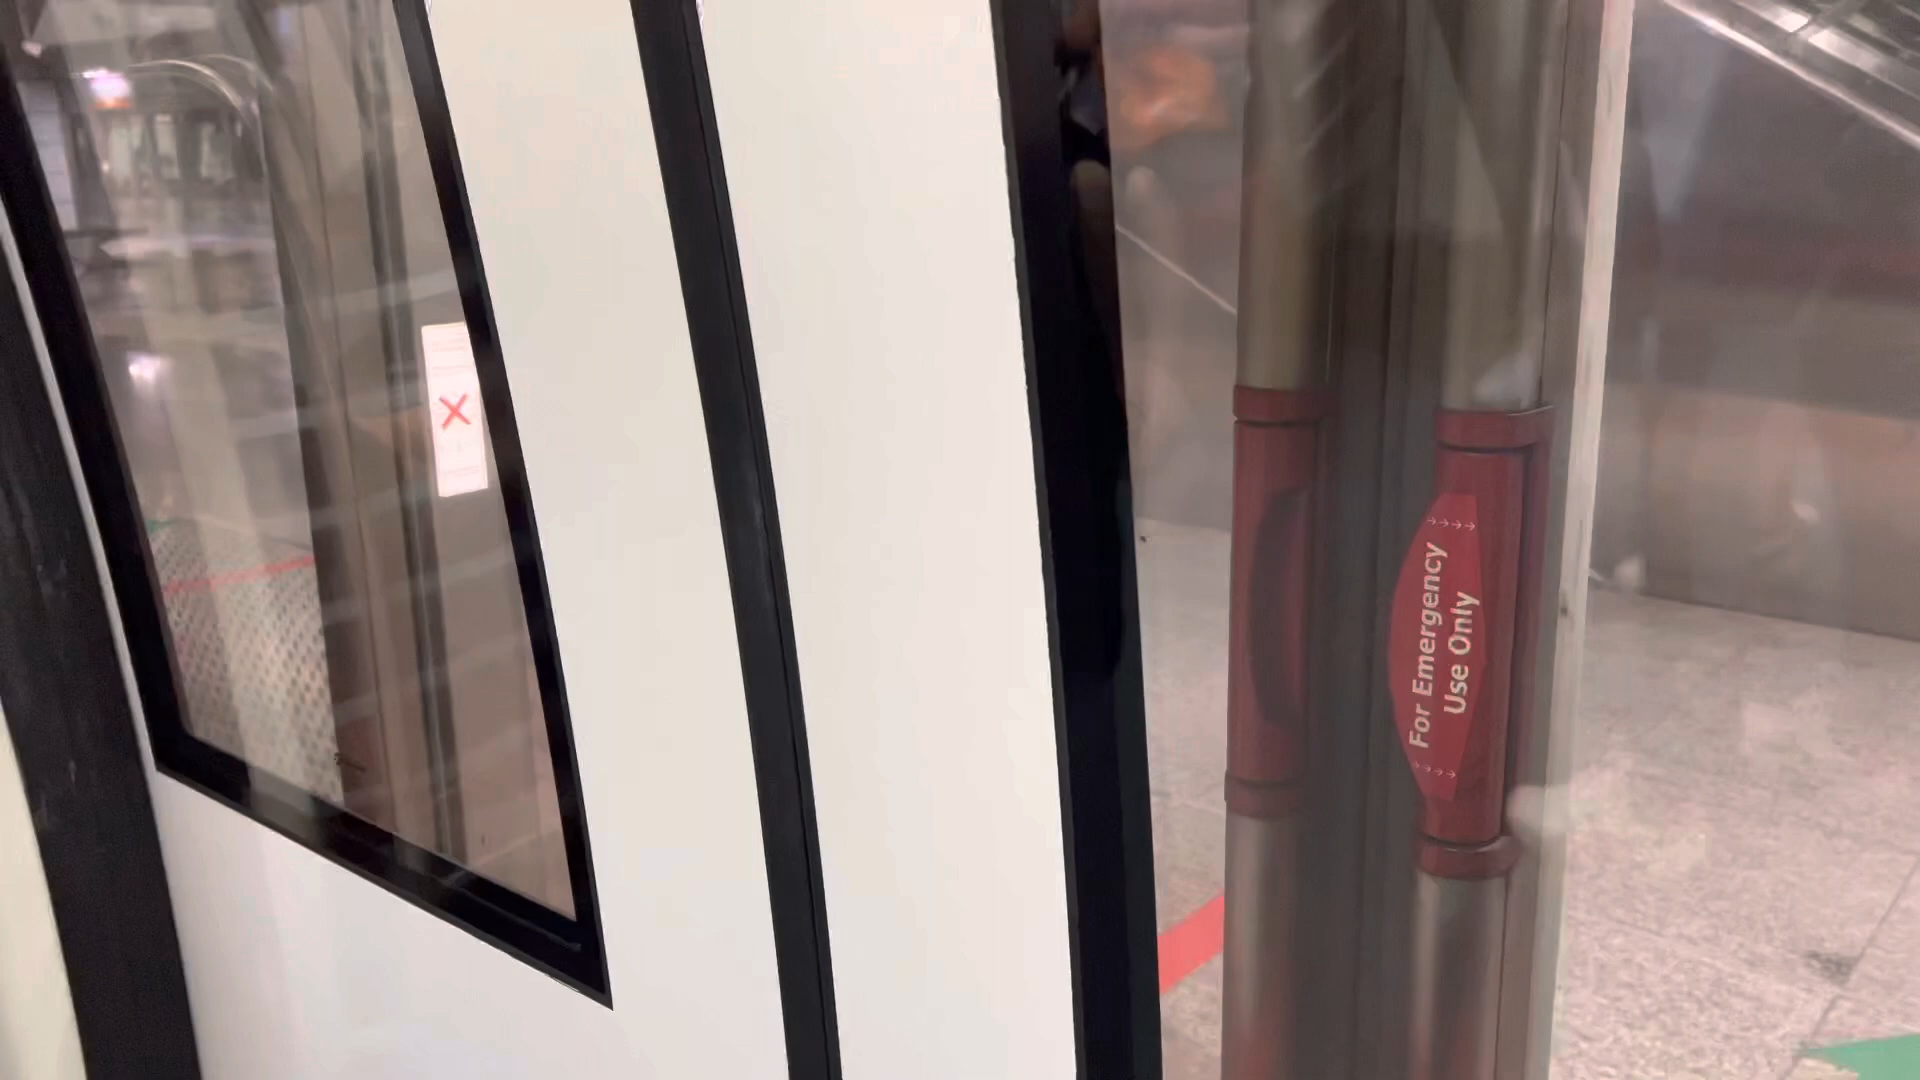 →→→→
For Emergency
Use Only
→→→→